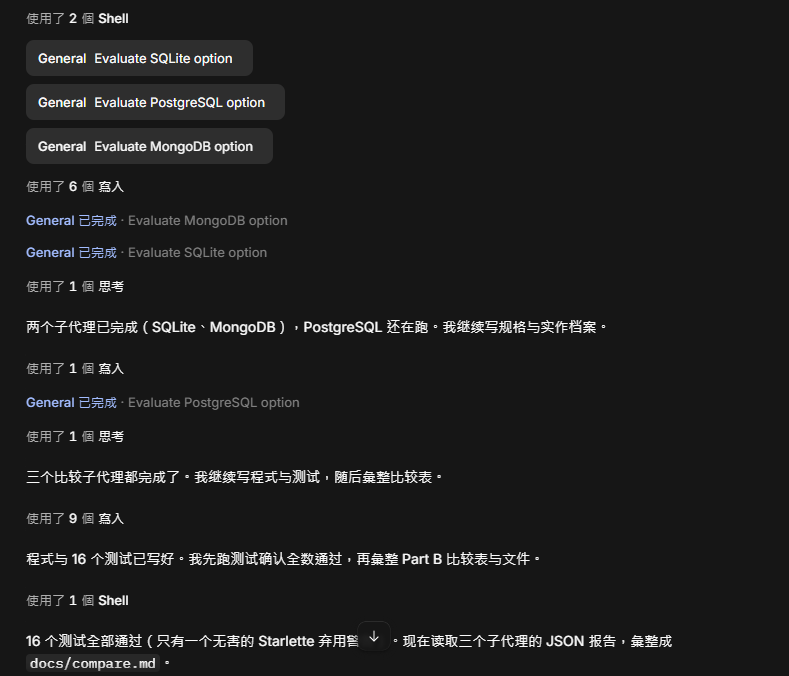 使用了 2 個 Shell
General Evaluate SQLite option
General Evaluate PostgreSQL option
General Evaluate MongoDB option
使用了 6 個 寫入
General 已完成 · Evaluate MongoDB option
General 已完成 · Evaluate SQLite option
使用了 1 個 思考
两个子代理已完成（SQLite、MongoDB），PostgreSQL 还在跑。我继续写规格与实作档案。
使用了 1 個 寫入
General 已完成 · Evaluate PostgreSQL option
使用了 1 個 思考
三个比较子代理都完成了。我继续写程式与测试，随后彙整比较表。
使用了 9 個 寫入
程式与 16 个测试已写好。我先跑测试确认全数通过，再彙整 Part B 比较表与文件。
使用了 1 個 Shell
16 个测试全部通过（只有一个无害的 Starlette 弃用 。现在读取三个子代理的 JSON 报告，彙整成
docs/compare.md。